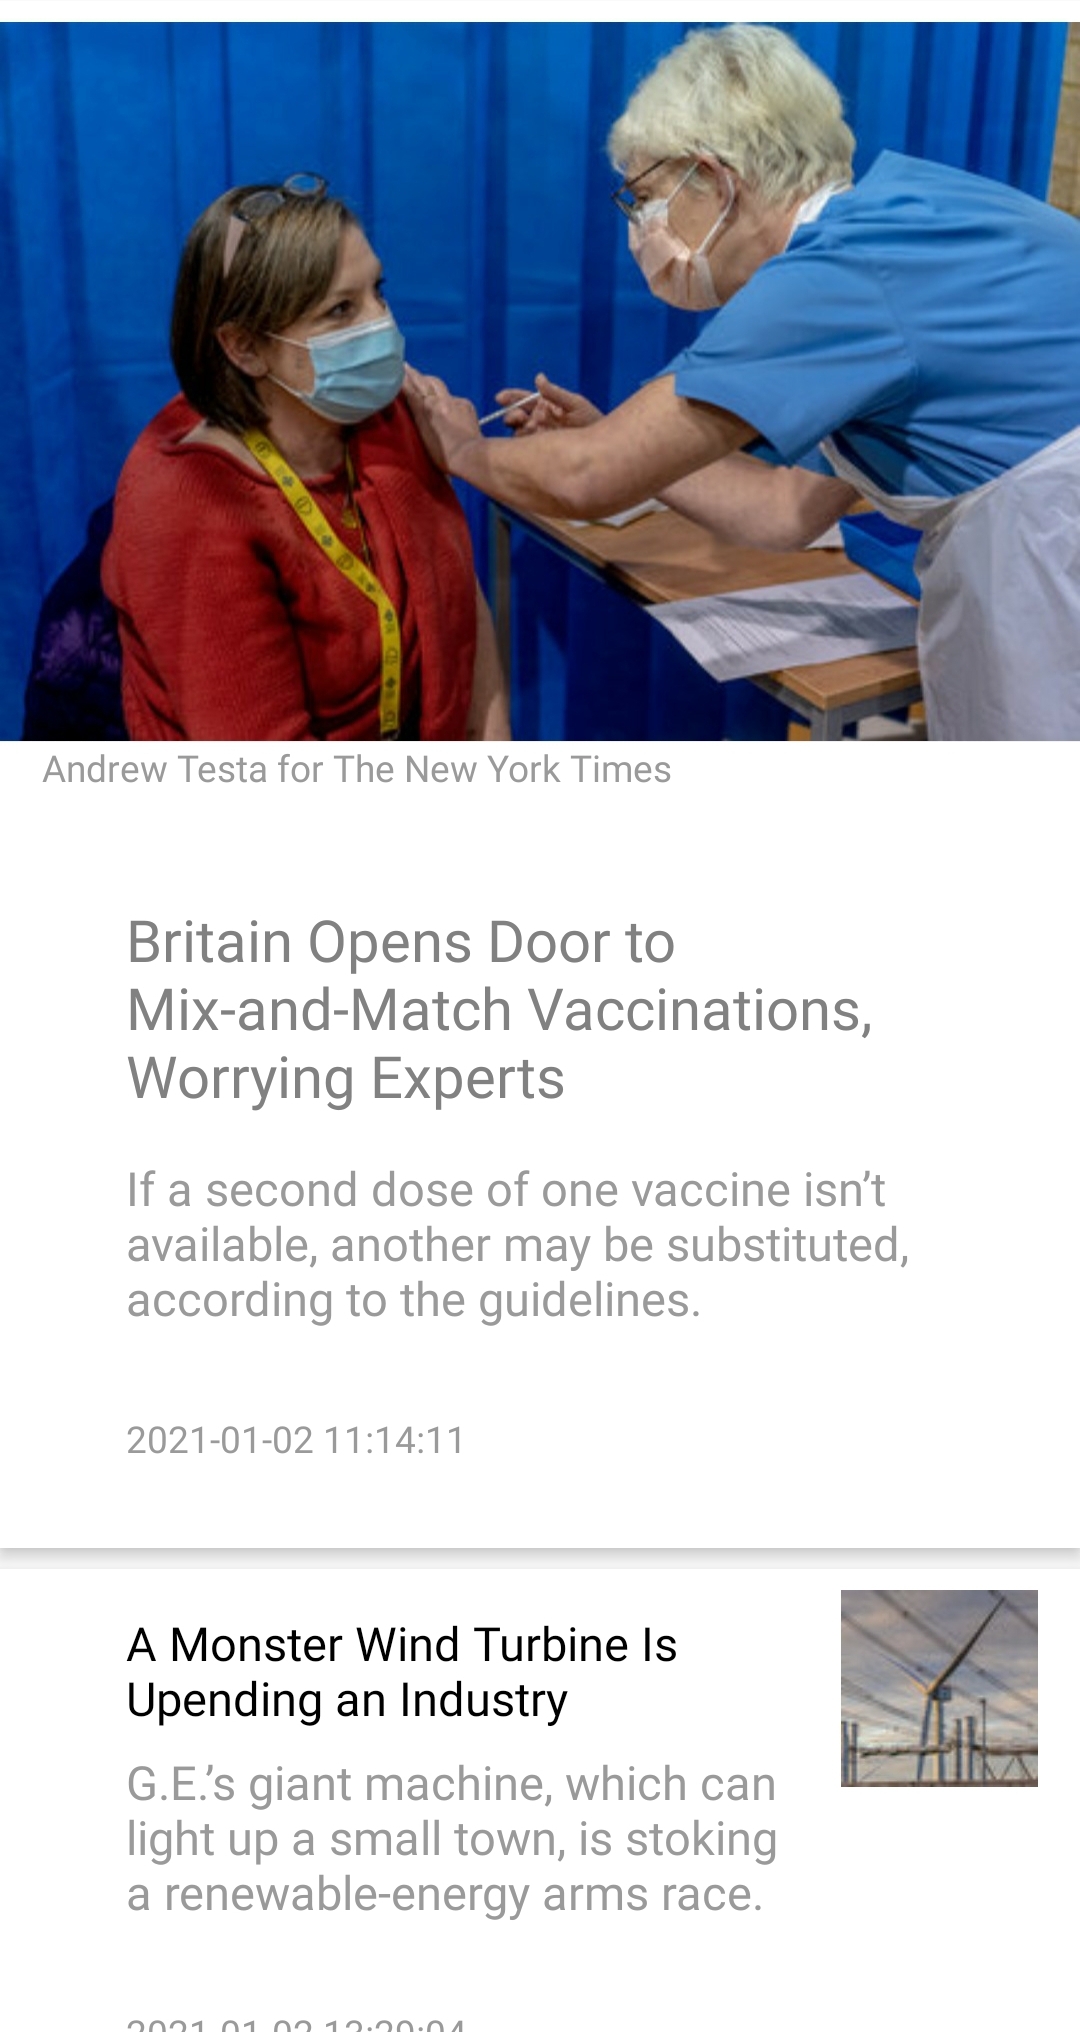 Andrew Testa for The New York Times
Britain Opens Door to
Mix-and-Match Vaccinations,
Worrying Experts
If a second dose of one vaccine isn’t
available, another may be substituted,
according to the guidelines.
2021-01-02 11:14:11
A Monster Wind Turbine Is
Upending an Industry
G.E.’s giant machine, which can
light up a small town, is stoking
a renewable-energy arms race.